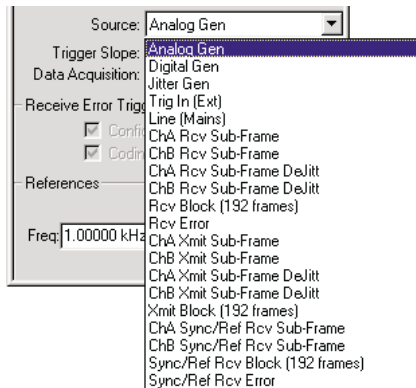 Source: Analog Gen
Trigger Slope: Analog Gen
Data Acquisition: Digital Gen
Jitter Gen
Receive Error Trigg Trig In (Ext)
Line (Mains)
Confi ChA Rcv Sub-Frame
Codin ChB Rcv Sub-Frame
ChA Rcv Sub-Frame DeJitt
References ChB Rcv Sub-Frame DeJitt
Rcv Block (192 frames)
Rcv Error
Freq: 1.00000 kHz ChA Xmit Sub-Frame
ChB Xmit Sub-Frame
ChA Xmit Sub-Frame DeJitt
ChB Xmit Sub-Frame DeJitt
Xmit Block (192 frames)
ChA Sync/Ref Rcv Sub-Frame
ChB Sync/Ref Rcv Sub-Frame
Sync/Ref Rcv Block (192 frames)
Sync/Ref Rcv Error